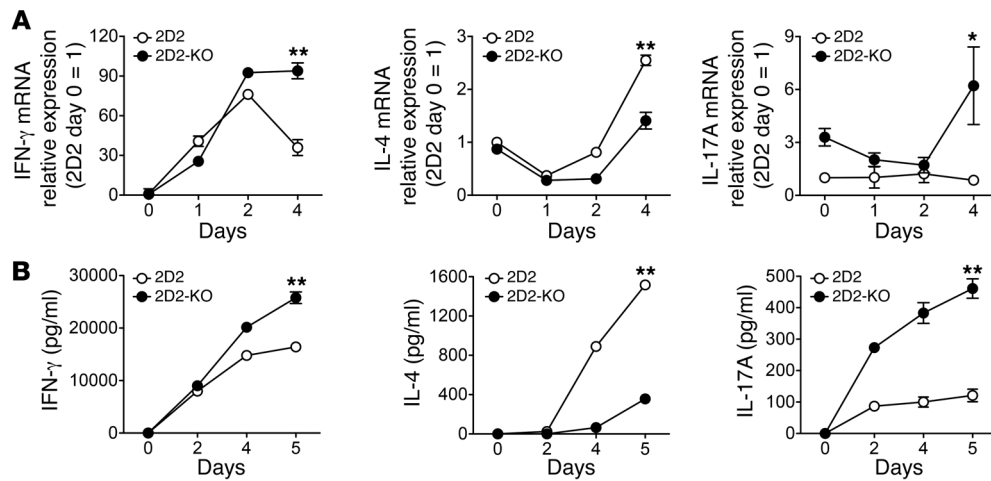 A
IFN-γ mRNA
relative expression
(2D2 day 0 = 1)
120
90
60
30
0
2D2
2D2-KO
**
0 1 2 4
Days
IL-4 mRNA
relative expression
(2D2 day 0 = 1)
3
2
1
0
2D2
2D2-KO
**
0 1 2 4
Days
IL-17A mRNA
relative expression
(2D2 day 0 = 1)
9
6
3
0
2D2
2D2-KO
*
0 1 2 4
Days
B
IFN-γ (pg/ml)
30000
20000
10000
0
2D2
2D2-KO
**
0 2 4 5
Days
IL-4 (pg/ml)
1600
1200
800
400
0
2D2
2D2-KO
**
0 2 4 5
Days
IL-17A (pg/ml)
500
400
300
200
100
0
2D2
2D2-KO
**
0 2 4 5
Days